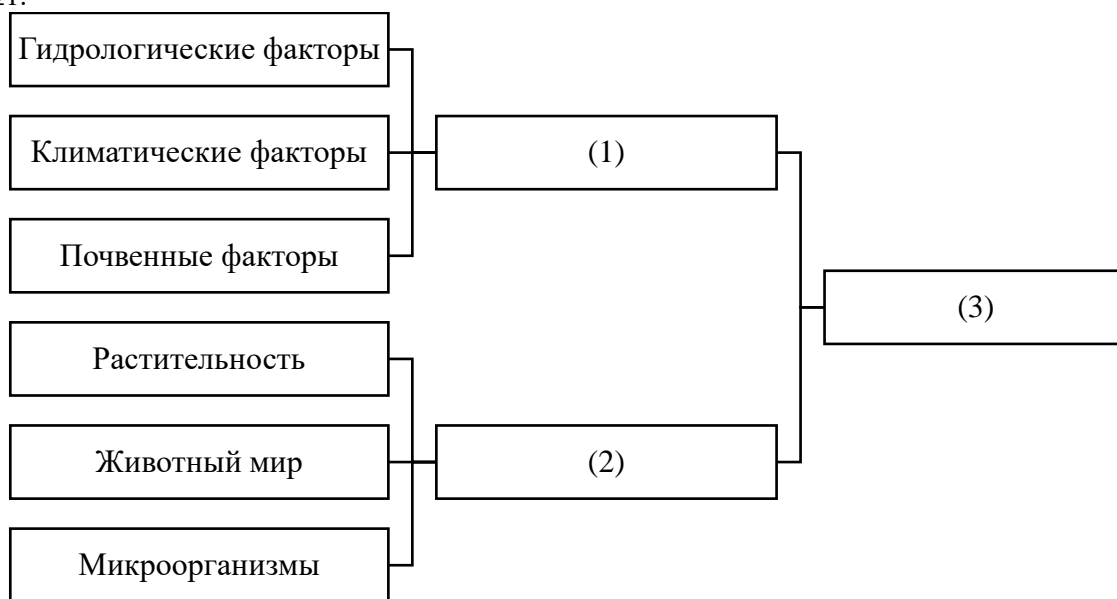 Гидрологические факторы
Климатические факторы
(1)
Почвенные факторы
(3)
Растительность
Животный мир
(2)
Микроорганизмы